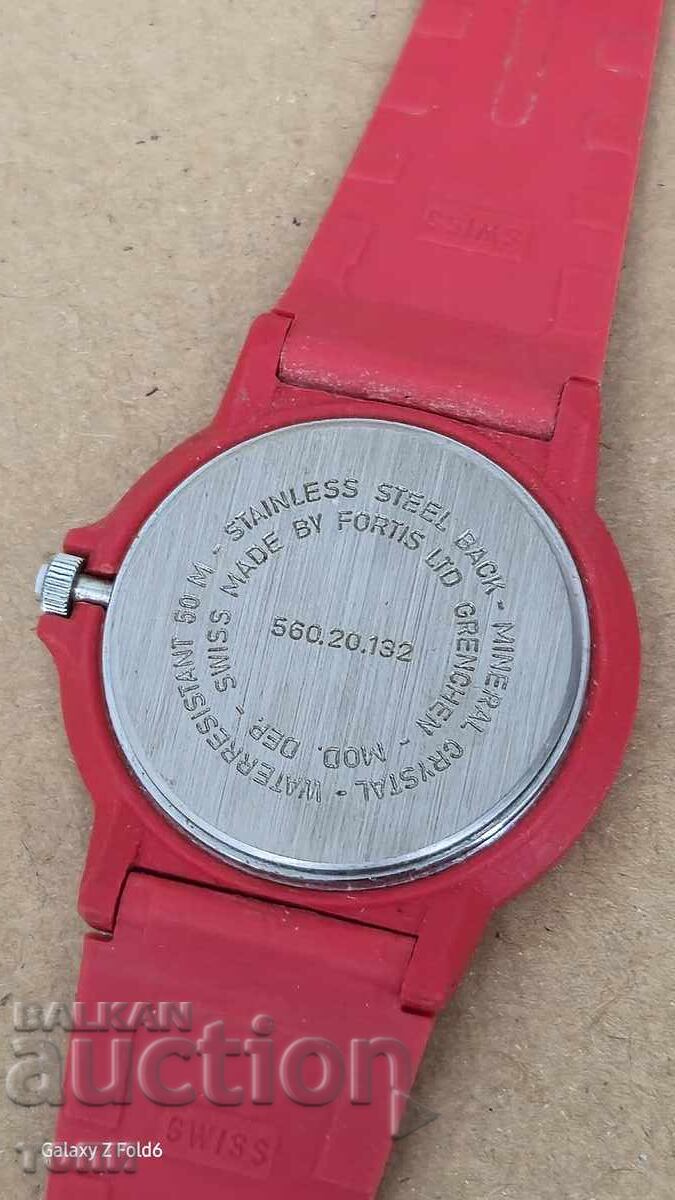 SWISS
STAINLESS STEEL BACK - MINERAL CRYSTAL - WATERRESISTANT 50 M -
SWISS MADE BY FORTIS LTD GRENCHEN - MOD. DEP. -
560.20.132
BALKAN
auction
SWISS
Galaxy Z Fold6